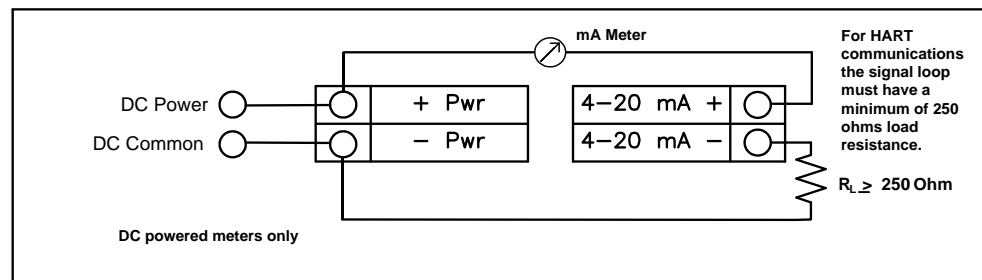 mA Meter
For HART
communications
the signal loop
must have a
minimum of 250
ohms load
resistance.
DC Power
+ Pwr
4-20 mA +
DC Common
- Pwr
4-20 mA -
RL ≥ 250 Ohm
DC powered meters only